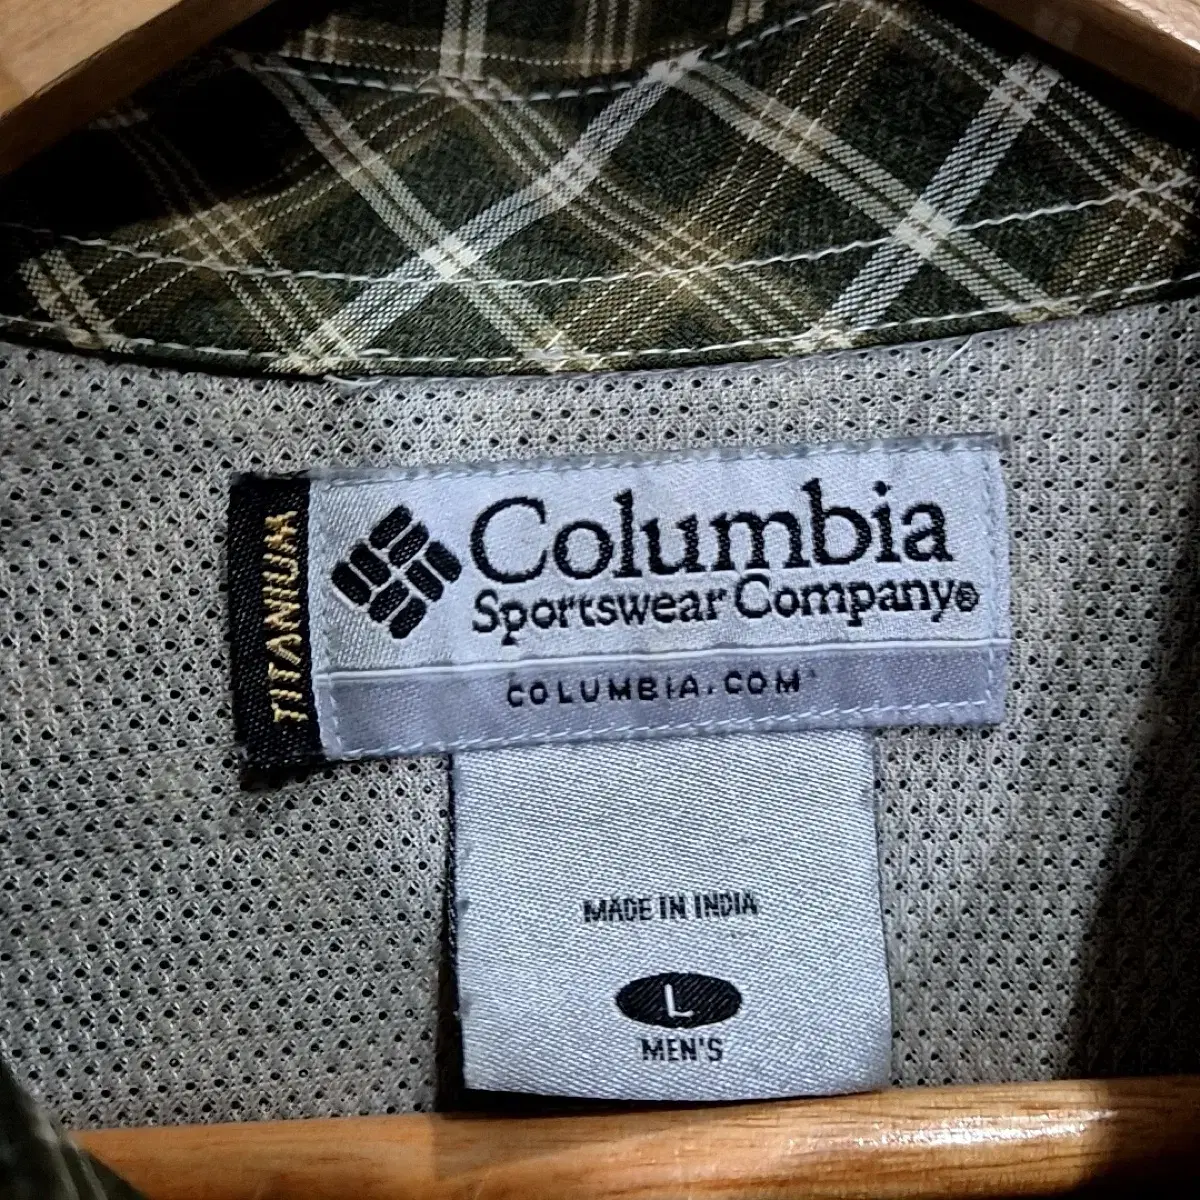 TITANIUM
Columbia
Sportswear Company®
COLUMBIA.COM
MADE IN INDIA
L
MEN'S